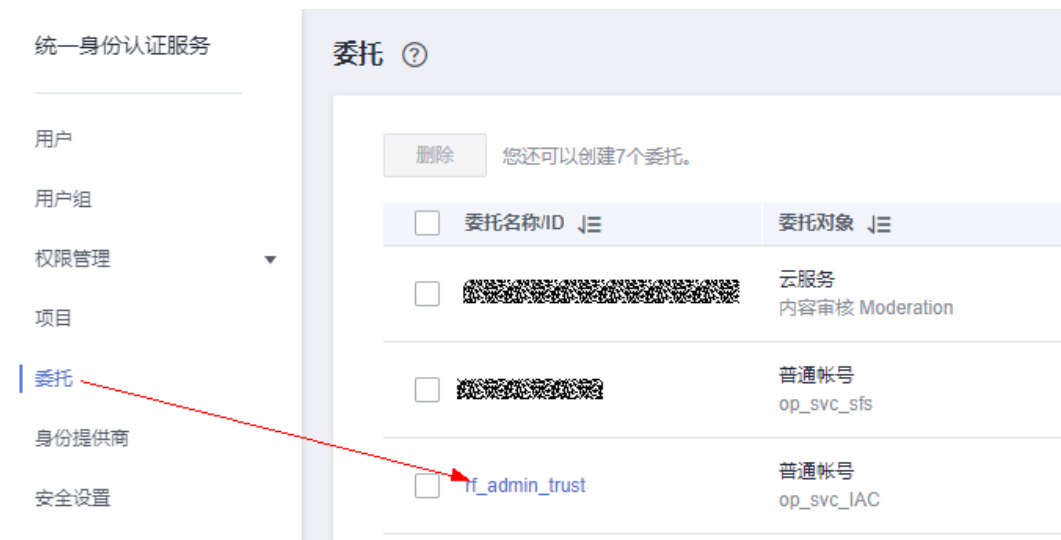 统一身份认证服务
用户
用户组
权限管理
项目
委托
身份提供商
安全设置
委托 ?
删除 您还可以创建7个委托。
委托名称/ID 委托对象
云服务
内容审核 Moderation
普通帐号
op_svc_sfs
rf_admin_trust
普通帐号
op_svc_IAC